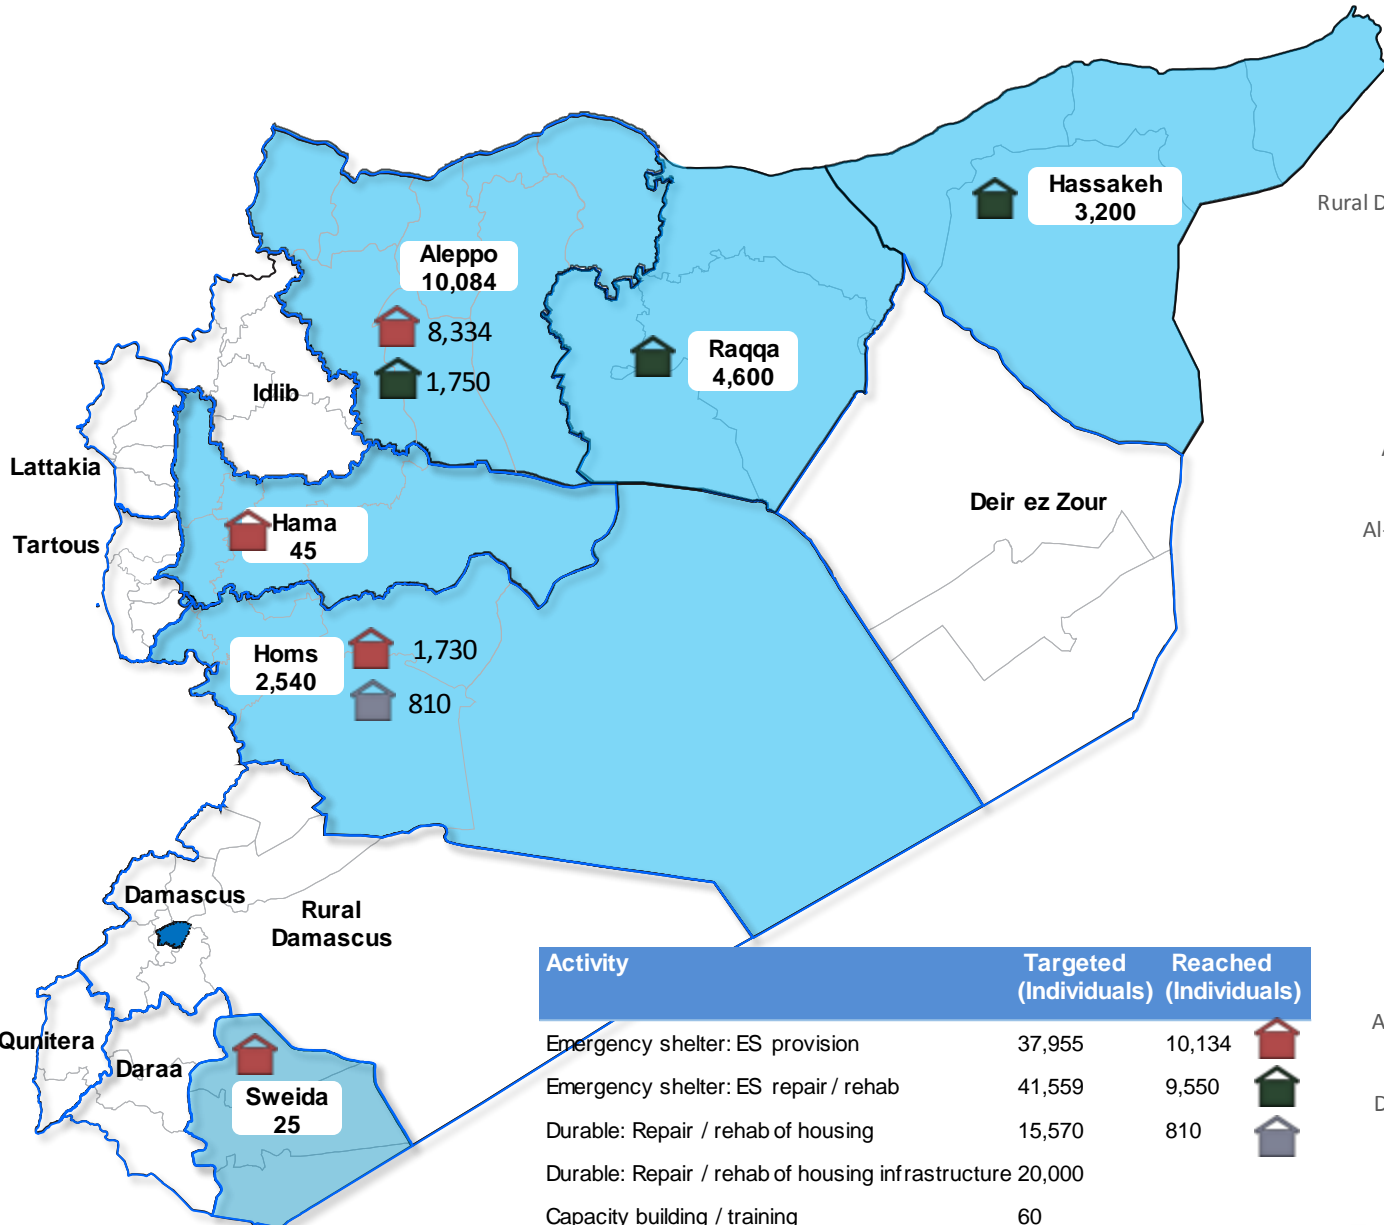 Hassakeh
3,200
Rural D
Aleppo
10,084
8,334
1,750
Raqqa
4,600
Idlib
Lattakia
Deir ez Zour
Hama
45
Tartous
Al-
Homs
2,540
1,730
810
Damascus
Rural
Damascus
Qunitera
Daraa
Sweida
25
Activity Targeted (Individuals) Reached (Individuals)
Emergency shelter: ES provision 37,955 10,134
Emergency shelter: ES repair / rehab 41,559 9,550
Durable: Repair / rehab of housing 15,570 810
Durable: Repair / rehab of housing infrastructure 20,000
Capacity building / training 60
A
D